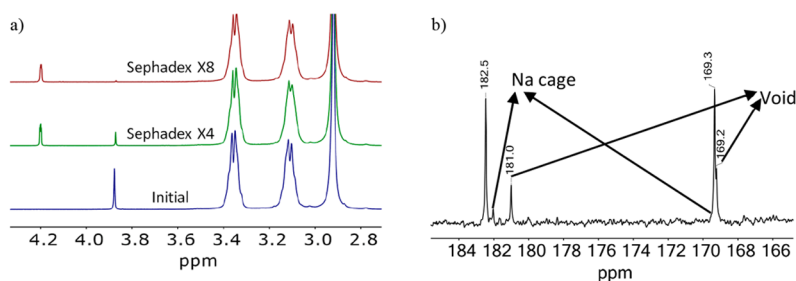 a)
Sephadex X8
Sephadex X4
Initial
4.2 4.0 3.8 3.6 3.4 3.2 3.0 2.8
ppm
b)
182.5
181.0
169.3
169.2
Na cage
Void
184 182 180 178 176 174 172 170 168 166
ppm